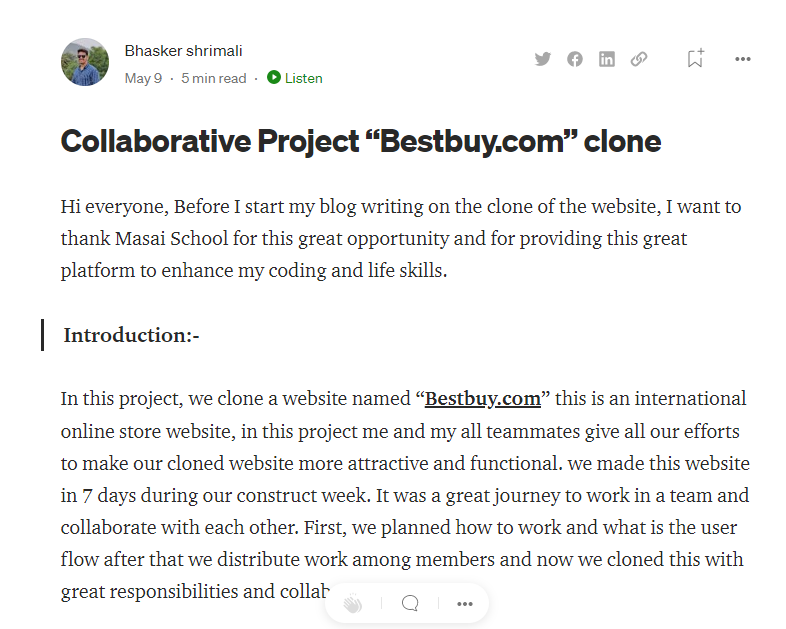 Bhasker shrimali
May 9 · 5 min read · Listen
Collaborative Project “Bestbuy.com” clone
Hi everyone, Before I start my blog writing on the clone of the website, I want to
thank Masai School for this great opportunity and for providing this great
platform to enhance my coding and life skills.
Introduction:-
In this project, we clone a website named “Bestbuy.com” this is an international
online store website, in this project me and my all teammates give all our efforts
to make our cloned website more attractive and functional. we made this website
in 7 days during our construct week. It was a great journey to work in a team and
collaborate with each other. First, we planned how to work and what is the user
flow after that we distribute work among members and now we cloned this with
great responsibilities and